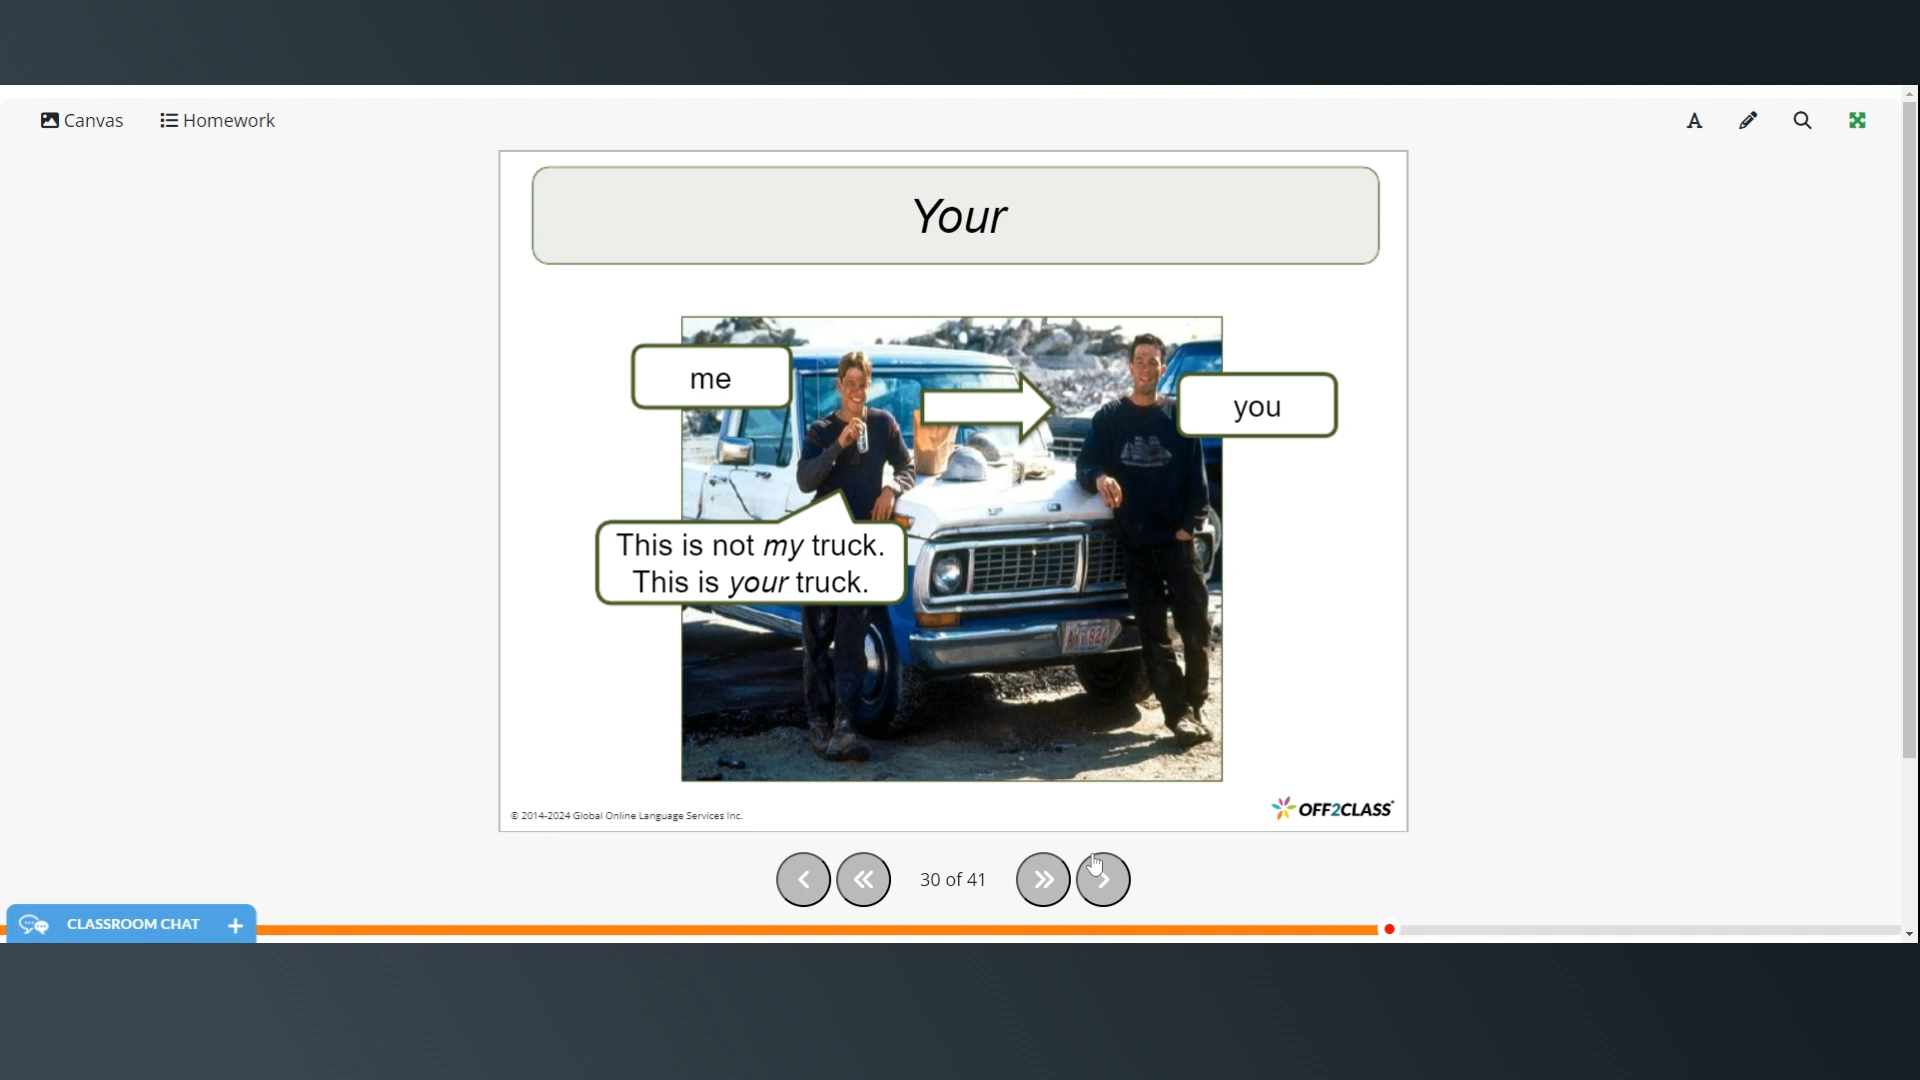 Canvas
Homework
A
Your
me
you
This is not my truck.
This is your truck.
© 2014-2024 Global Online Language Services Inc.
OFF2CLASS
30 of 41
CLASSROOM CHAT +